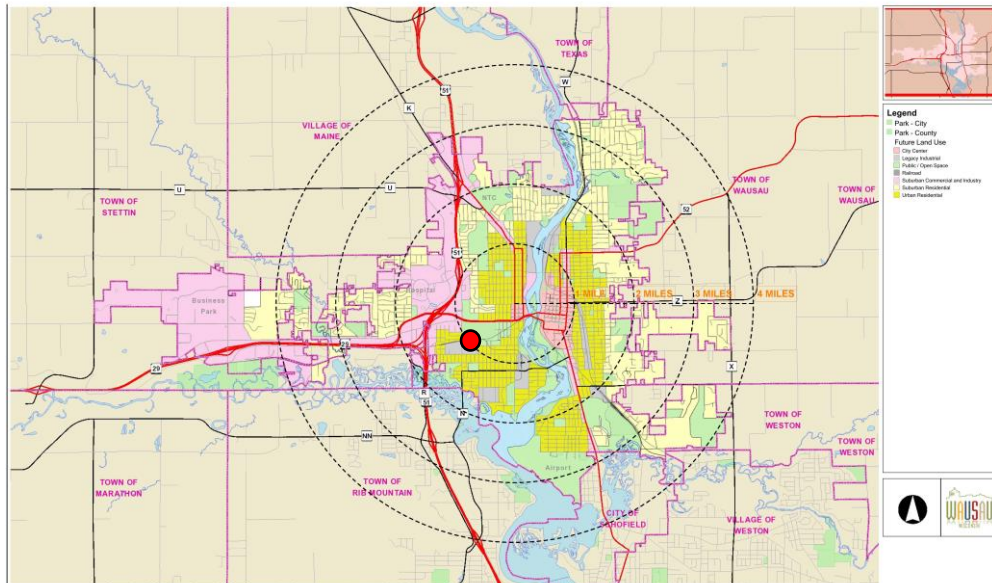 TOWN OF
TEXAS
W
51
K
VILLAGE OF
MAINE
U
U
NTC
TOWN OF
WAUSAU
TOWN OF
WAUSAU
52
TOWN OF
STETTIN
51
Business
Park
Hospital
1 MILE
2 MILES
Z
3 MILES
4 MILES
29
29
X
R
51
N
NN
TOWN OF
WESTON
TOWN OF
WESTON
Airport
TOWN OF
MARATHON
TOWN OF
RIB MOUNTAIN
CITY OF
SCHOFIELD
VILLAGE OF
WESTON
Legend
Park - City
Park - County
Future Land Use
City Center
Legacy Industrial
Public / Open Space
Railroad
Suburban Commercial and Industry
Suburban Residential
Urban Residential
WAUSAU
WISCONSIN